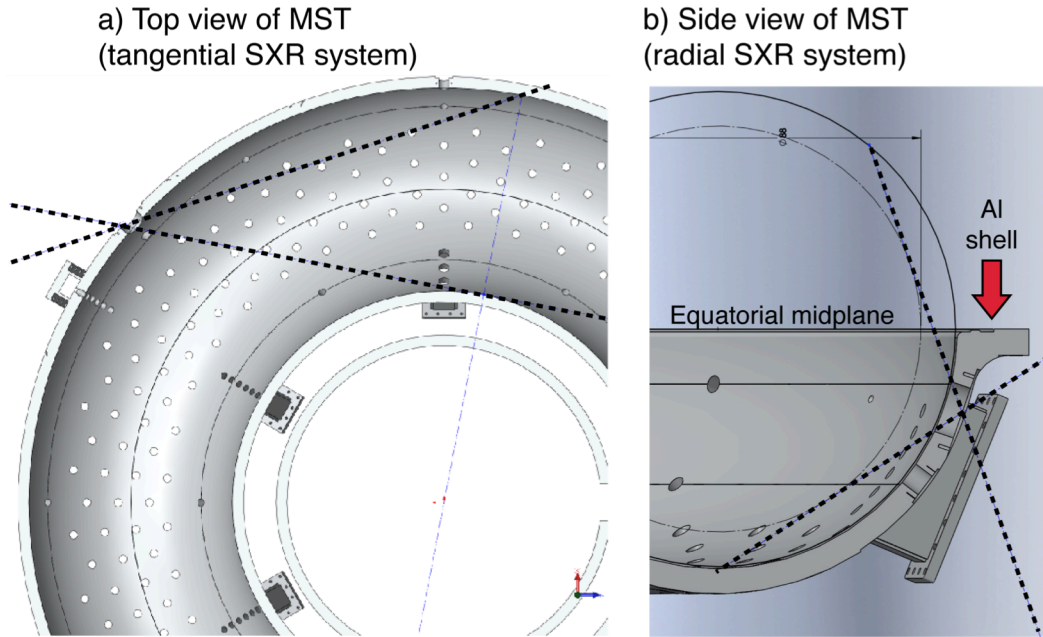 a) Top view of MST
(tangential SXR system)
b) Side view of MST
(radial SXR system)
Al
shell
Equatorial midplane